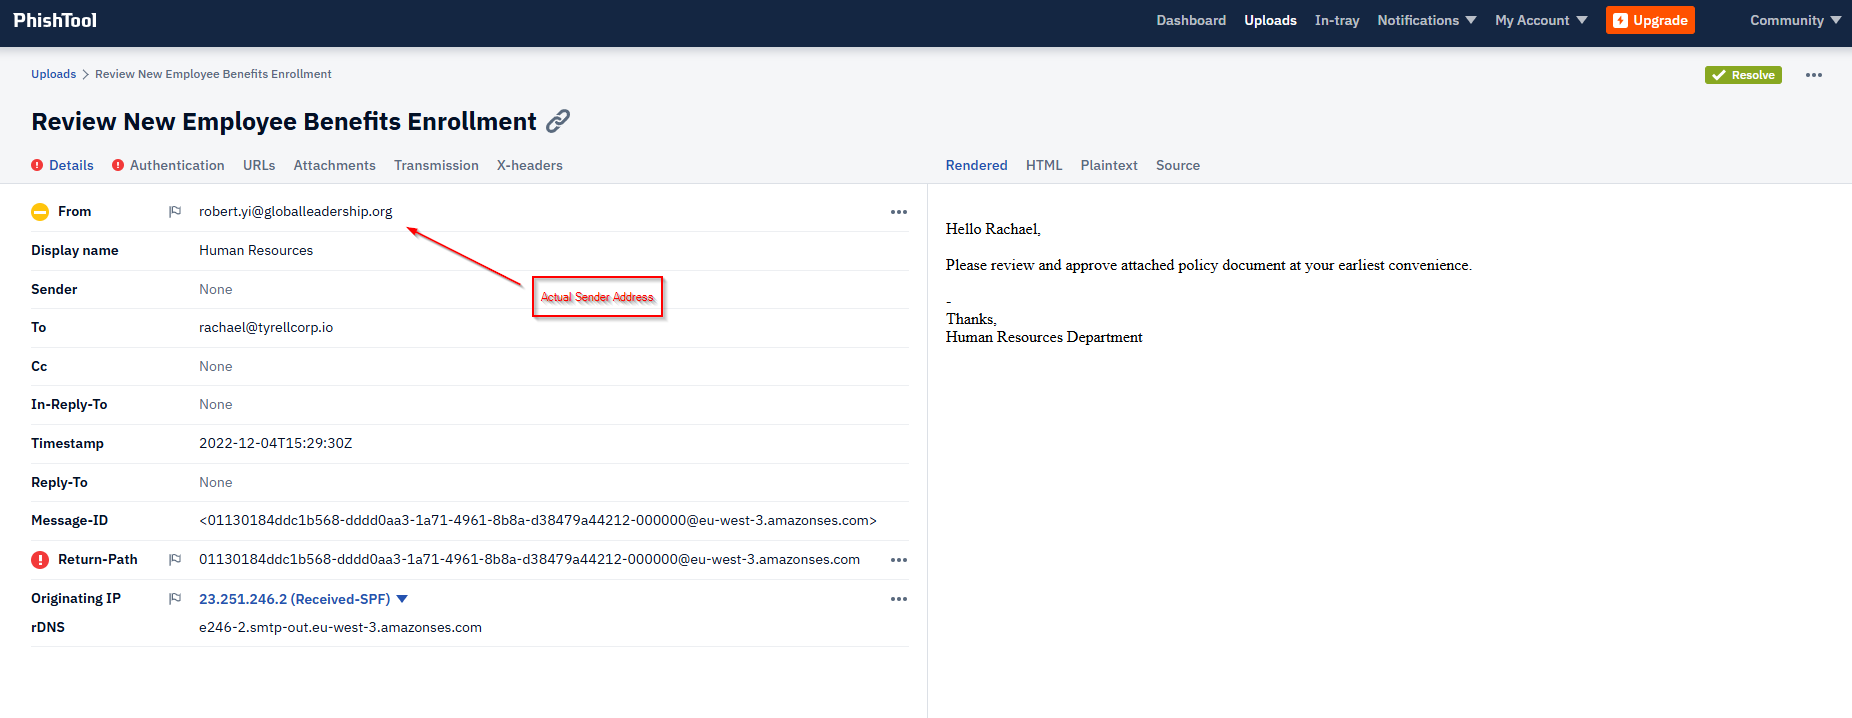 PhishTool
Dashboard Uploads In-tray Notifications My Account Upgrade Community
Uploads > Review New Employee Benefits Enrollment
Resolve
Review New Employee Benefits Enrollment
Details Authentication URLs Attachments Transmission X-headers
From robert.yi@globalleadership.org
Display name Human Resources
Sender None
Actual Sender Address
To rachael@tyrellcorp.io
Cc None
In-Reply-To None
Timestamp 2022-12-04T15:29:30Z
Reply-To None
Message-ID <01130184ddc1b568-dddd0aa3-1a71-4961-8b8a-d38479a44212-000000@eu-west-3.amazonses.com>
Return-Path 01130184ddc1b568-dddd0aa3-1a71-4961-8b8a-d38479a44212-000000@eu-west-3.amazonses.com
Originating IP 23.251.246.2 (Received-SPF)
rDNS e246-2.smtp-out.eu-west-3.amazonses.com
Rendered HTML Plaintext Source
Hello Rachael,
Please review and approve attached policy document at your earliest convenience.
-
Thanks,
Human Resources Department